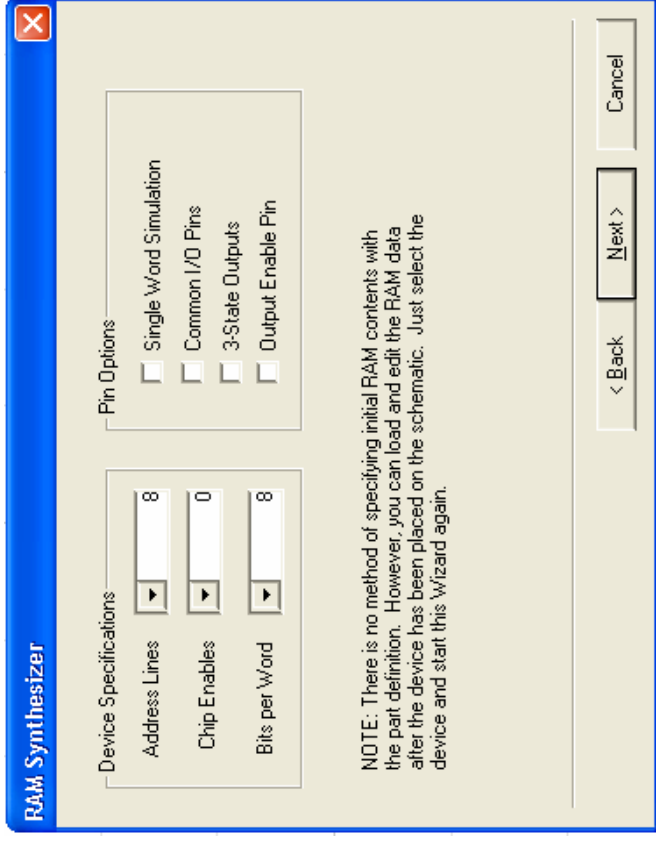 RAM Synthesizer
Device Specifications
Address Lines 8
Chip Enables 0
Bits per Word 8
Pin Options
Single Word Simulation
Common I/O Pins
3-State Outputs
Output Enable Pin
NOTE: There is no method of specifying initial RAM contents with
the part definition. However, you can load and edit the RAM data
after the device has been placed on the schematic. Just select the
device and start this Wizard again.
< Back Next > Cancel